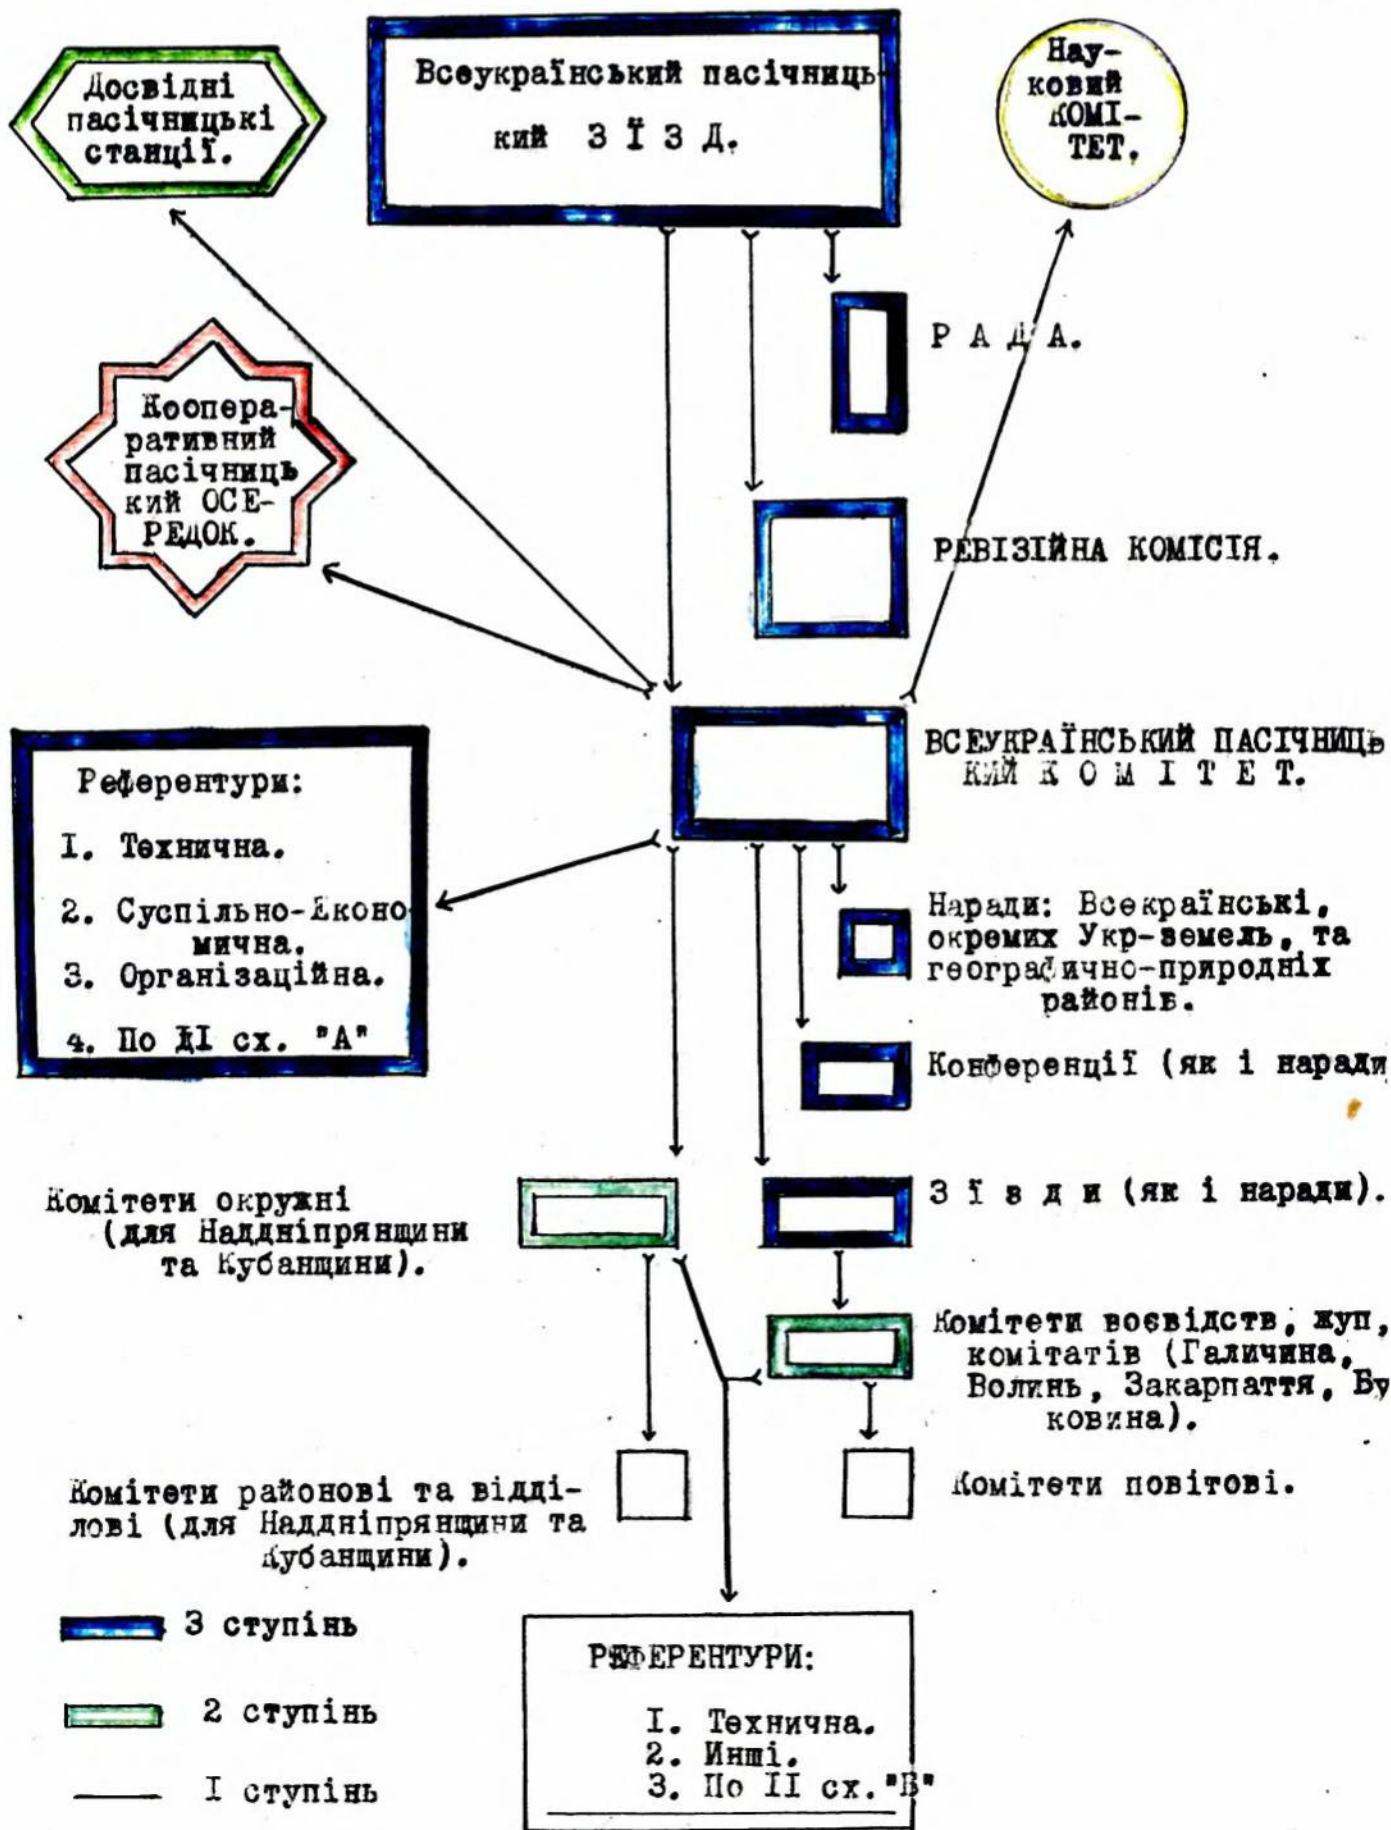 Досвідні
пасічницькі
станції.
Всеукраїнський пасічниць-
кий З Ї З Д.
Нау-
ковий
КОМІ-
ТЕТ.
Р А Д А.
Коопера-
ративний
пасічниць
кий ОСЕ-
РЕДОК.
РЕВІЗІЙНА КОМІСІЯ.
ВСЕУКРАЇНСЬКИЙ ПАСІЧНИЦЬ
КИЙ К О М І Т Е Т.
Референтури:
I. Технична.
2. Суспільно-Еконо
мична.
3. Організаційна.
4. По II сх. "А"
Наради: Всекраїнські,
окремих Укр-земель, та
географично-природніх
районів.
Конференції (як і наради
З ї з д и (як і наради).
Комітети окружні
(для Наддніпрянщини
та Кубанщини).
Комітети воєвідств, жуп,
комітатів (Галичина,
Волинь, Закарпаття, Бу
ковина).
Комітети районові та відді-
лові (для Наддніпрянщини та
Кубанщини).
Комітети повітові.
3 ступінь
2 ступінь
I ступінь
РЕФЕРЕНТУРИ:
I. Технична.
2. Инші.
3. По II сх. "Б"